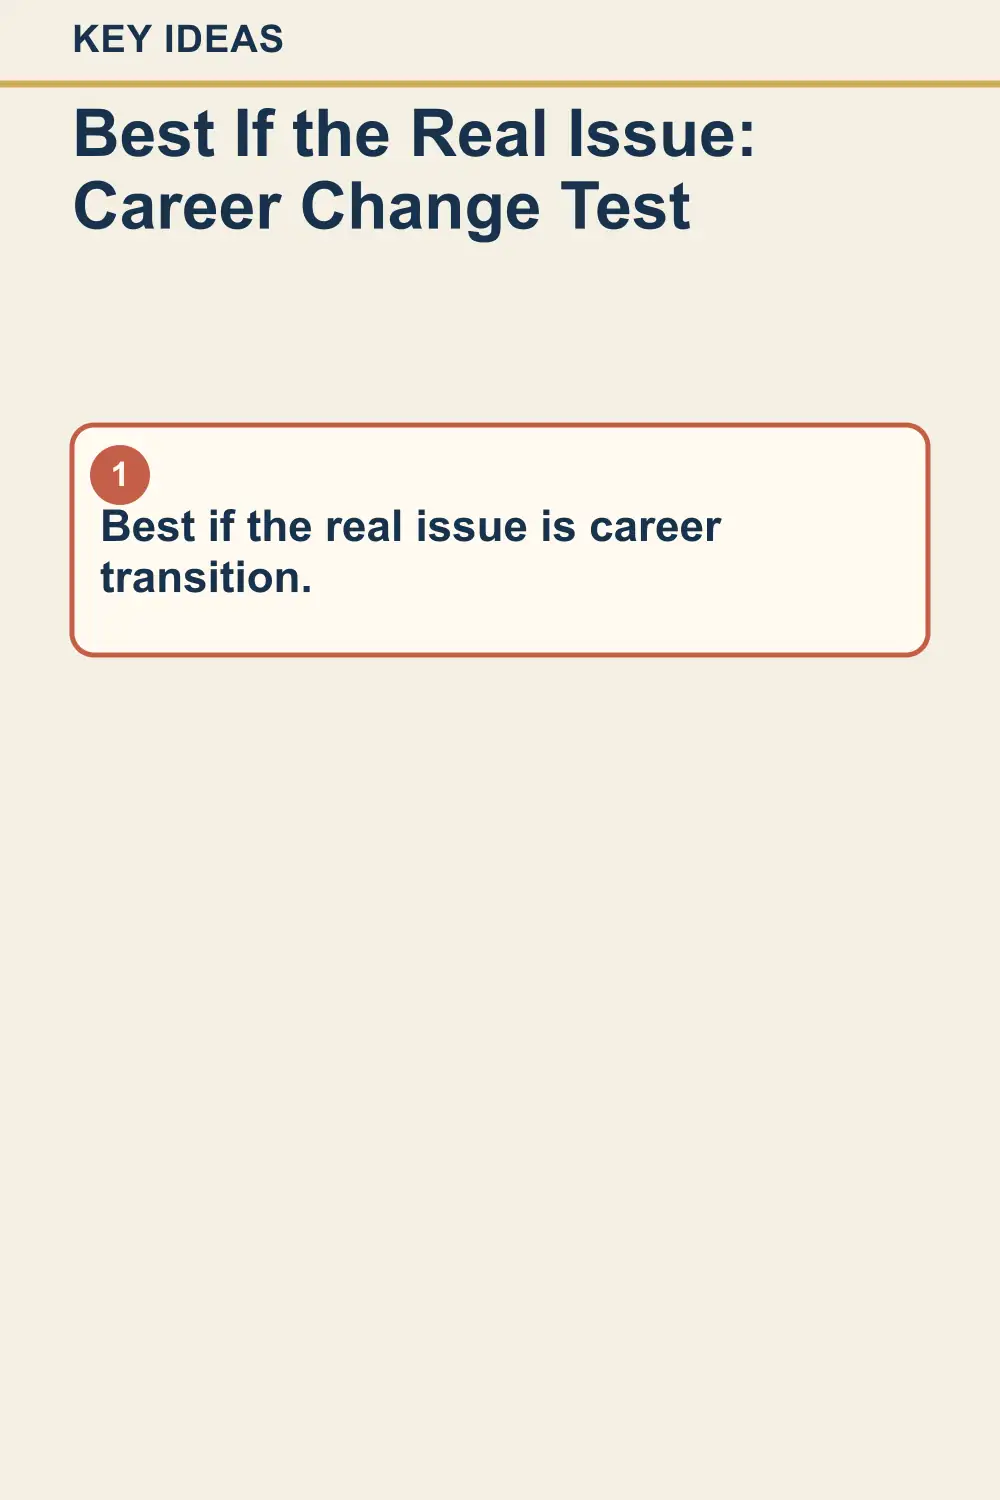 KEY IDEAS
Best If the Real Issue:
Career Change Test
1
Best if the real issue is career
transition.